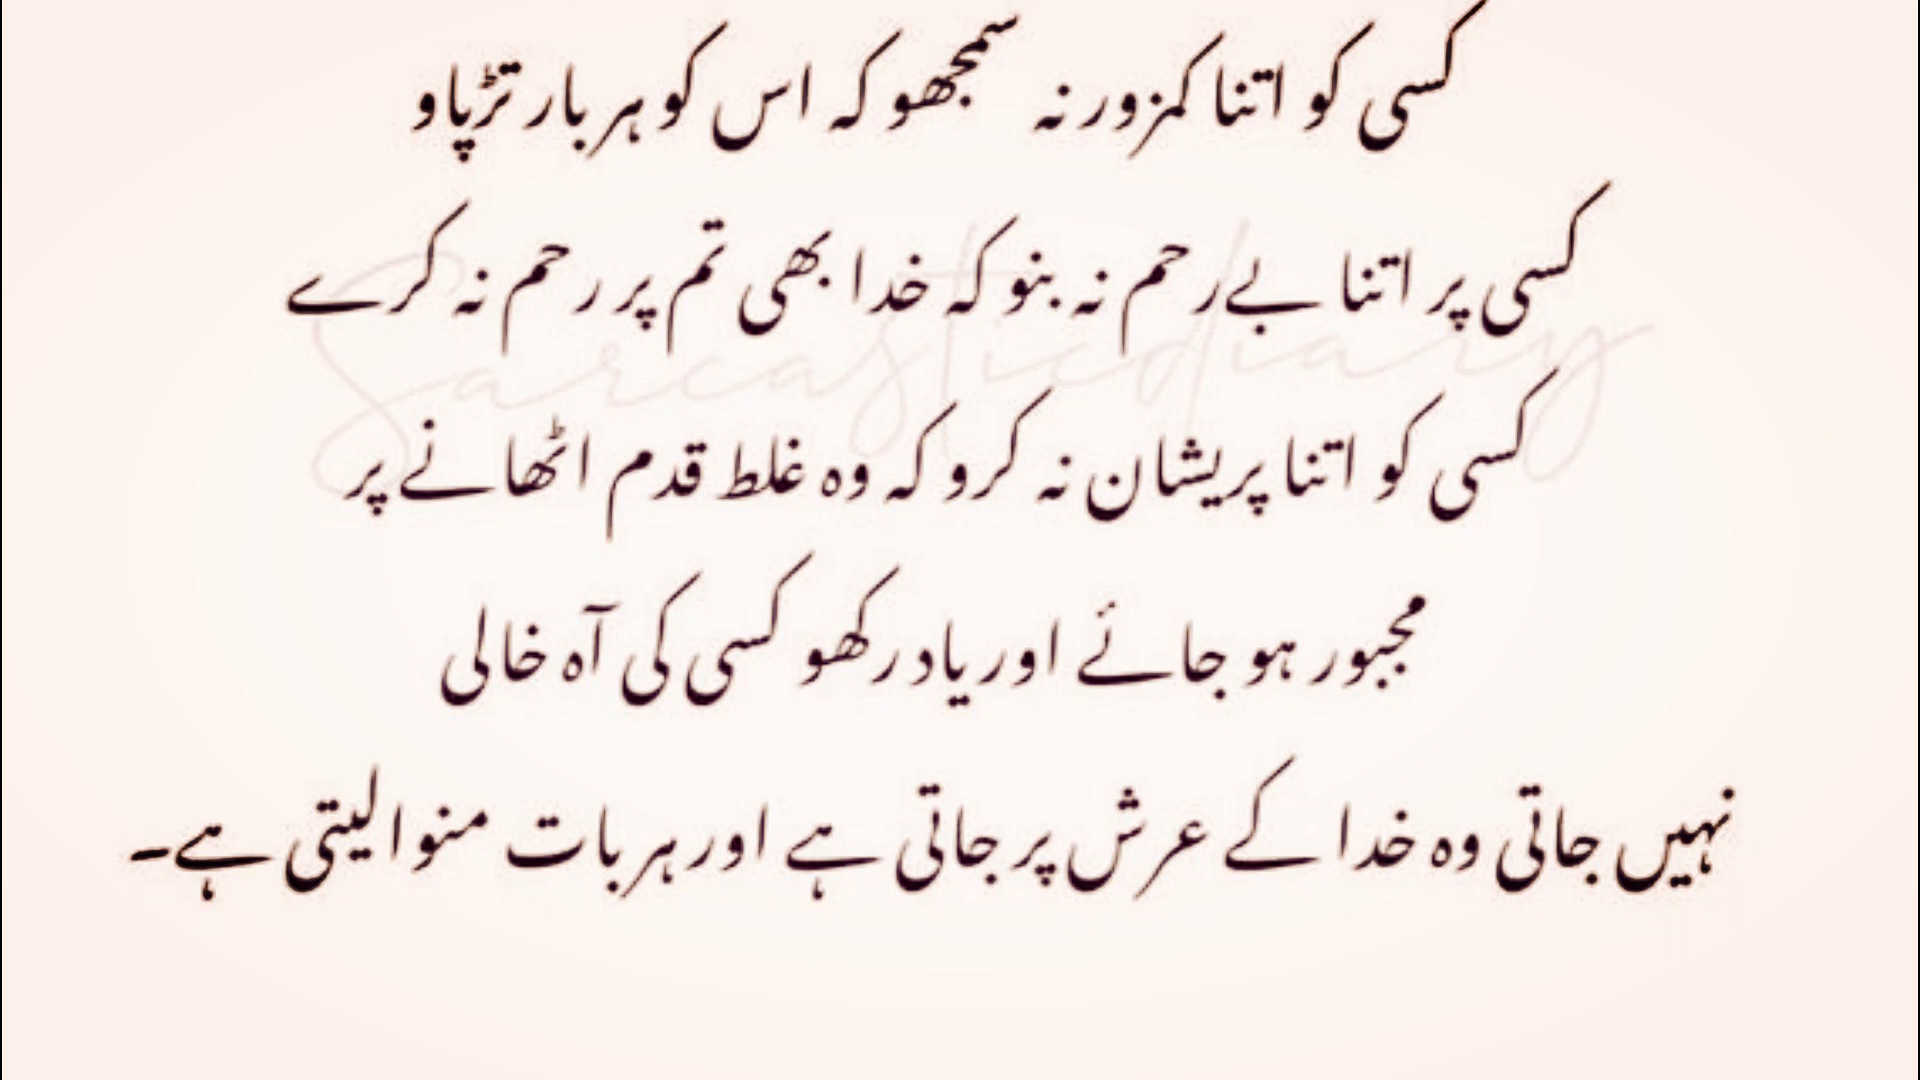 کسی کو اتنا کمزور نہ سمجھو کہ اس کو ہر بار تڑپاو
کسی پر اتنا بے رحم نہ بنو کہ خدا بھی تم پر رحم نہ کرے
Sarcasticdiary
کسی کو اتنا پریشان نہ کرو کہ وہ غلط قدم اٹھانے پر
مجبور ہو جائے اور یاد رکھو کسی کی آہ خالی
نہیں جاتی وہ خدا کے عرش پر جاتی ہے اور ہر بات منوا لیتی ہے۔